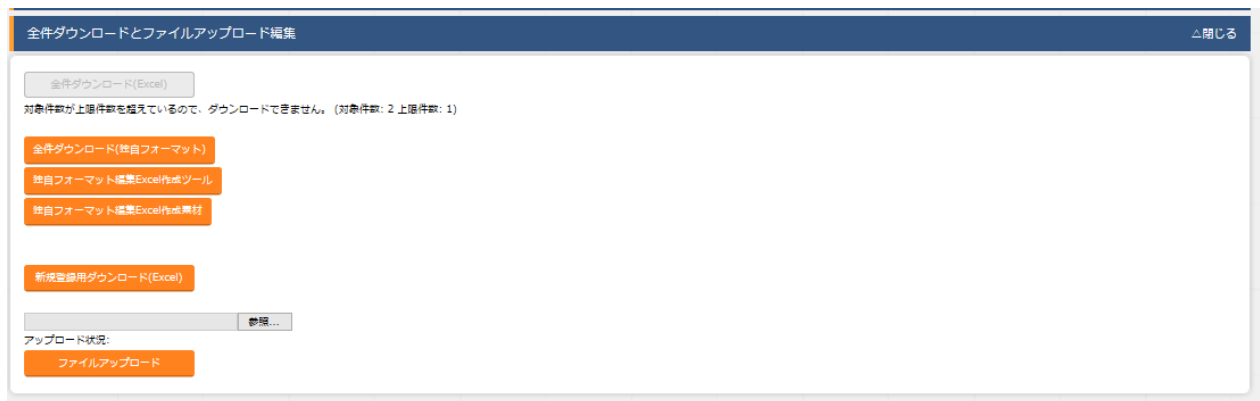 全件ダウンロードとファイルアップロード編集
△閉じる
全件ダウンロード(Excel)
対象件数が上限件数を超えているので、ダウンロードできません。 (対象件数: 2 上限件数: 1)
全件ダウンロード(独自フォーマット)
独自フォーマット編集Excel作成ツール
独自フォーマット編集Excel作成素材
新規登録用ダウンロード(Excel)
参照...
アップロード状況:
ファイルアップロード